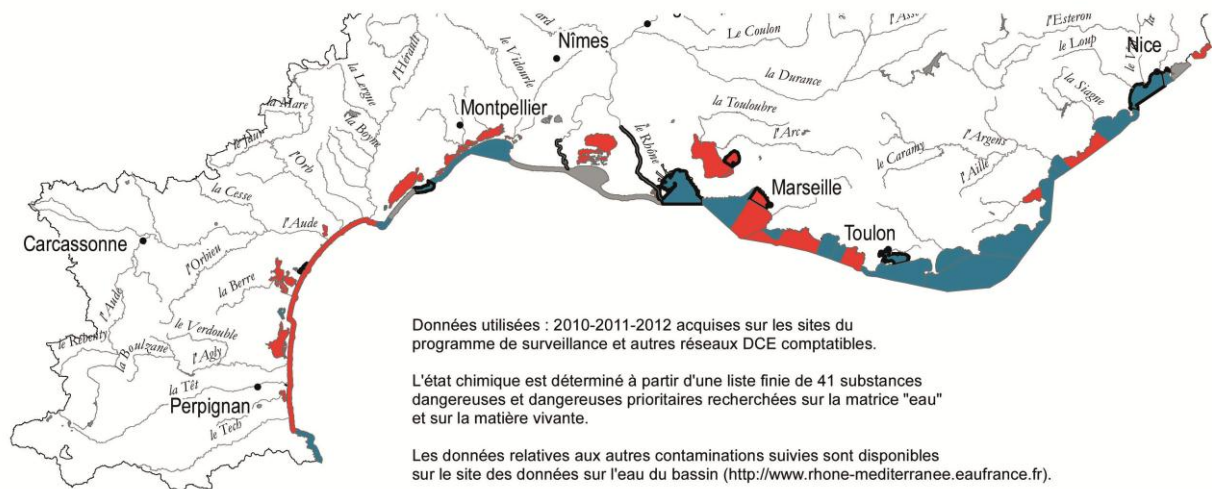 ard
l'Asse
l'Esteron
Le Coulon
le Loup
Nice
Nîmes
le Vidourle
l'Hérault
la Durance
la Siagne
la Lergue
la Mare
Montpellier
la Touloubre
la Boyne
le Jaur
l'Arc
le Rhône
l'Argens
l'Orb
le Caramy
l'Aille
la Cesse
Marseille
l'Aude
Toulon
Carcassonne
l'Orbieu
la Berre
l'Aude
le Verdouble
le Rébenty
la Boulzane
l'Agly
la Têt
Perpignan
le Tech
Données utilisées : 2010-2011-2012 acquises sur les sites du
programme de surveillance et autres réseaux DCE comptatibles.
L'état chimique est déterminé à partir d'une liste finie de 41 substances
dangereuses et dangereuses prioritaires recherchées sur la matrice "eau"
et sur la matière vivante.
Les données relatives aux autres contaminations suivies sont disponibles
sur le site des données sur l'eau du bassin (http://www.rhone-mediterranee.eaufrance.fr).